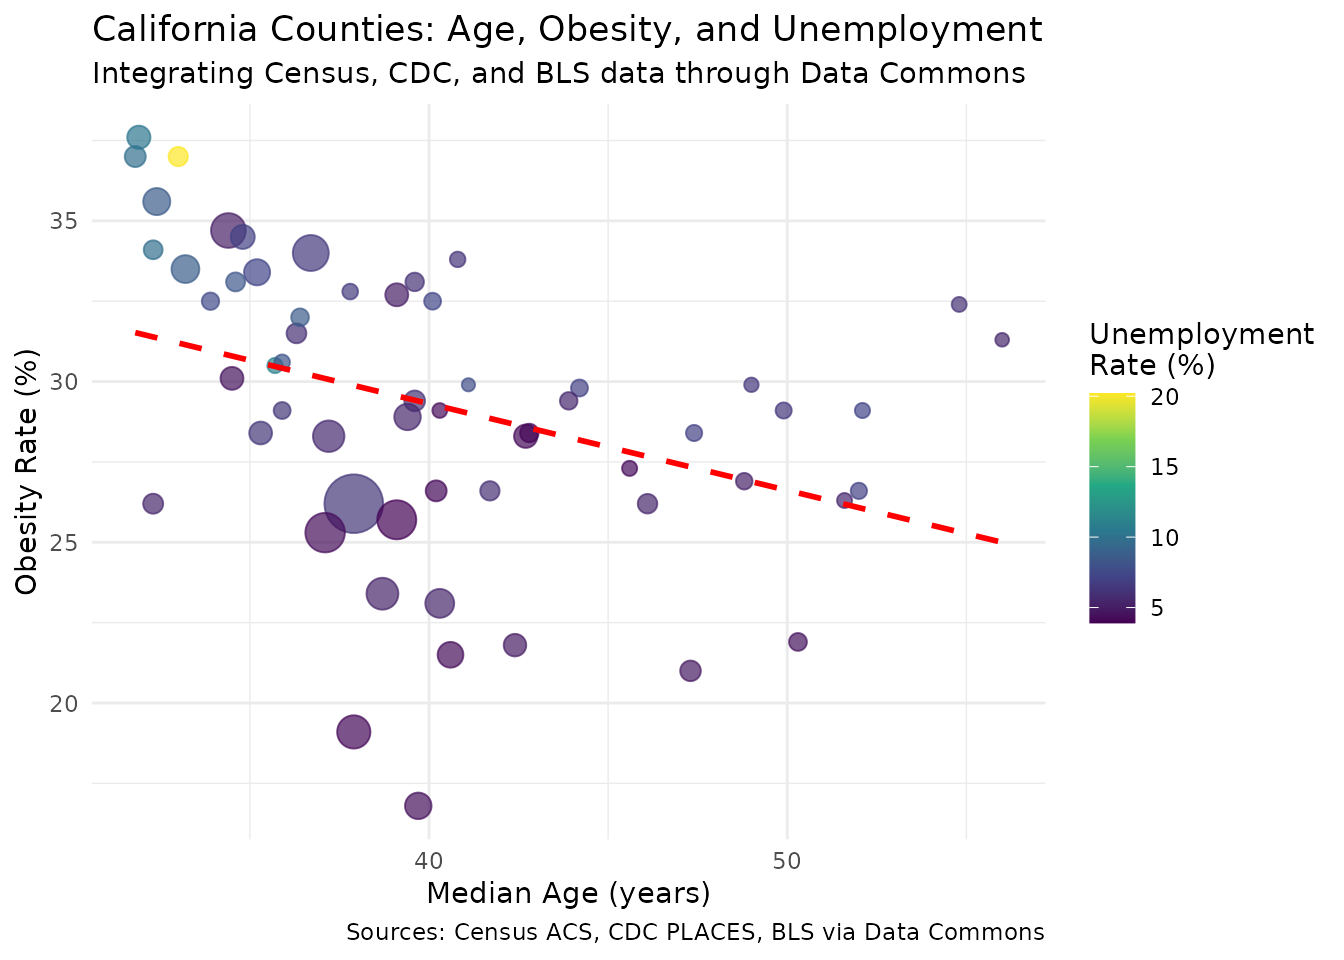 California Counties: Age, Obesity, and Unemployment
Integrating Census, CDC, and BLS data through Data Commons
Obesity Rate (%)
35
30
25
20
40
50
Median Age (years)
Unemployment
Rate (%)
20
15
10
5
Sources: Census ACS, CDC PLACES, BLS via Data Commons